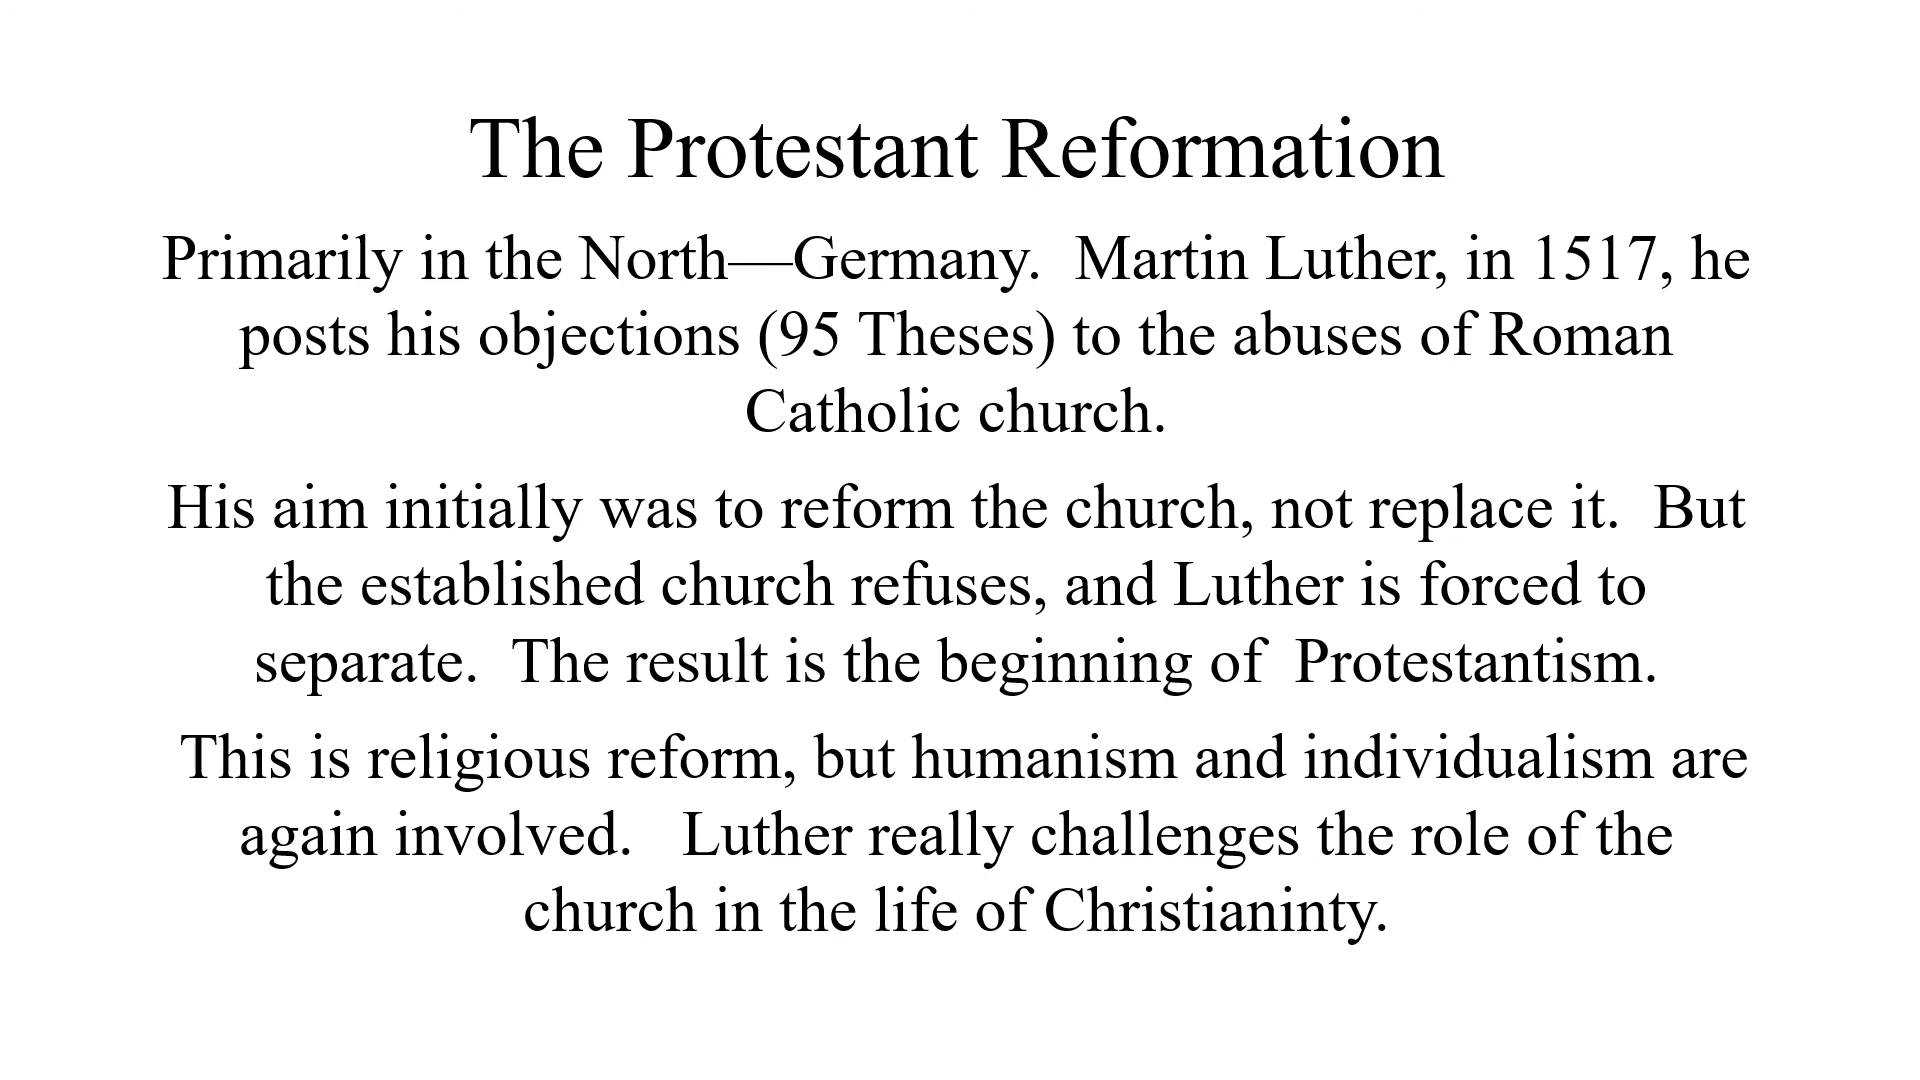 The Protestant Reformation
Primarily in the North—Germany.  Martin Luther, in 1517, he
posts his objections (95 Theses) to the abuses of Roman
Catholic church.
His aim initially was to reform the church, not replace it.  But
the established church refuses, and Luther is forced to
separate.  The result is the beginning of  Protestantism.
This is religious reform, but humanism and individualism are
again involved.   Luther really challenges the role of the
church in the life of Christianinty.